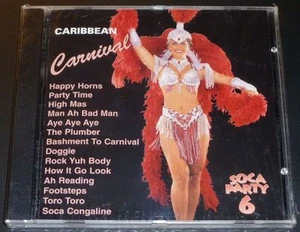 CARIBBEAN
Carnival
Happy Horns
Party Time
High Mas
Man Ah Bad Man
Aye Aye Aye
The Plumber
Bashment To Carnival
Doggie
Rock Yuh Body
How It Go Look
Ah Reading
Footsteps
Toro Toro
Soca Congaline
SOCA
PARTY
6